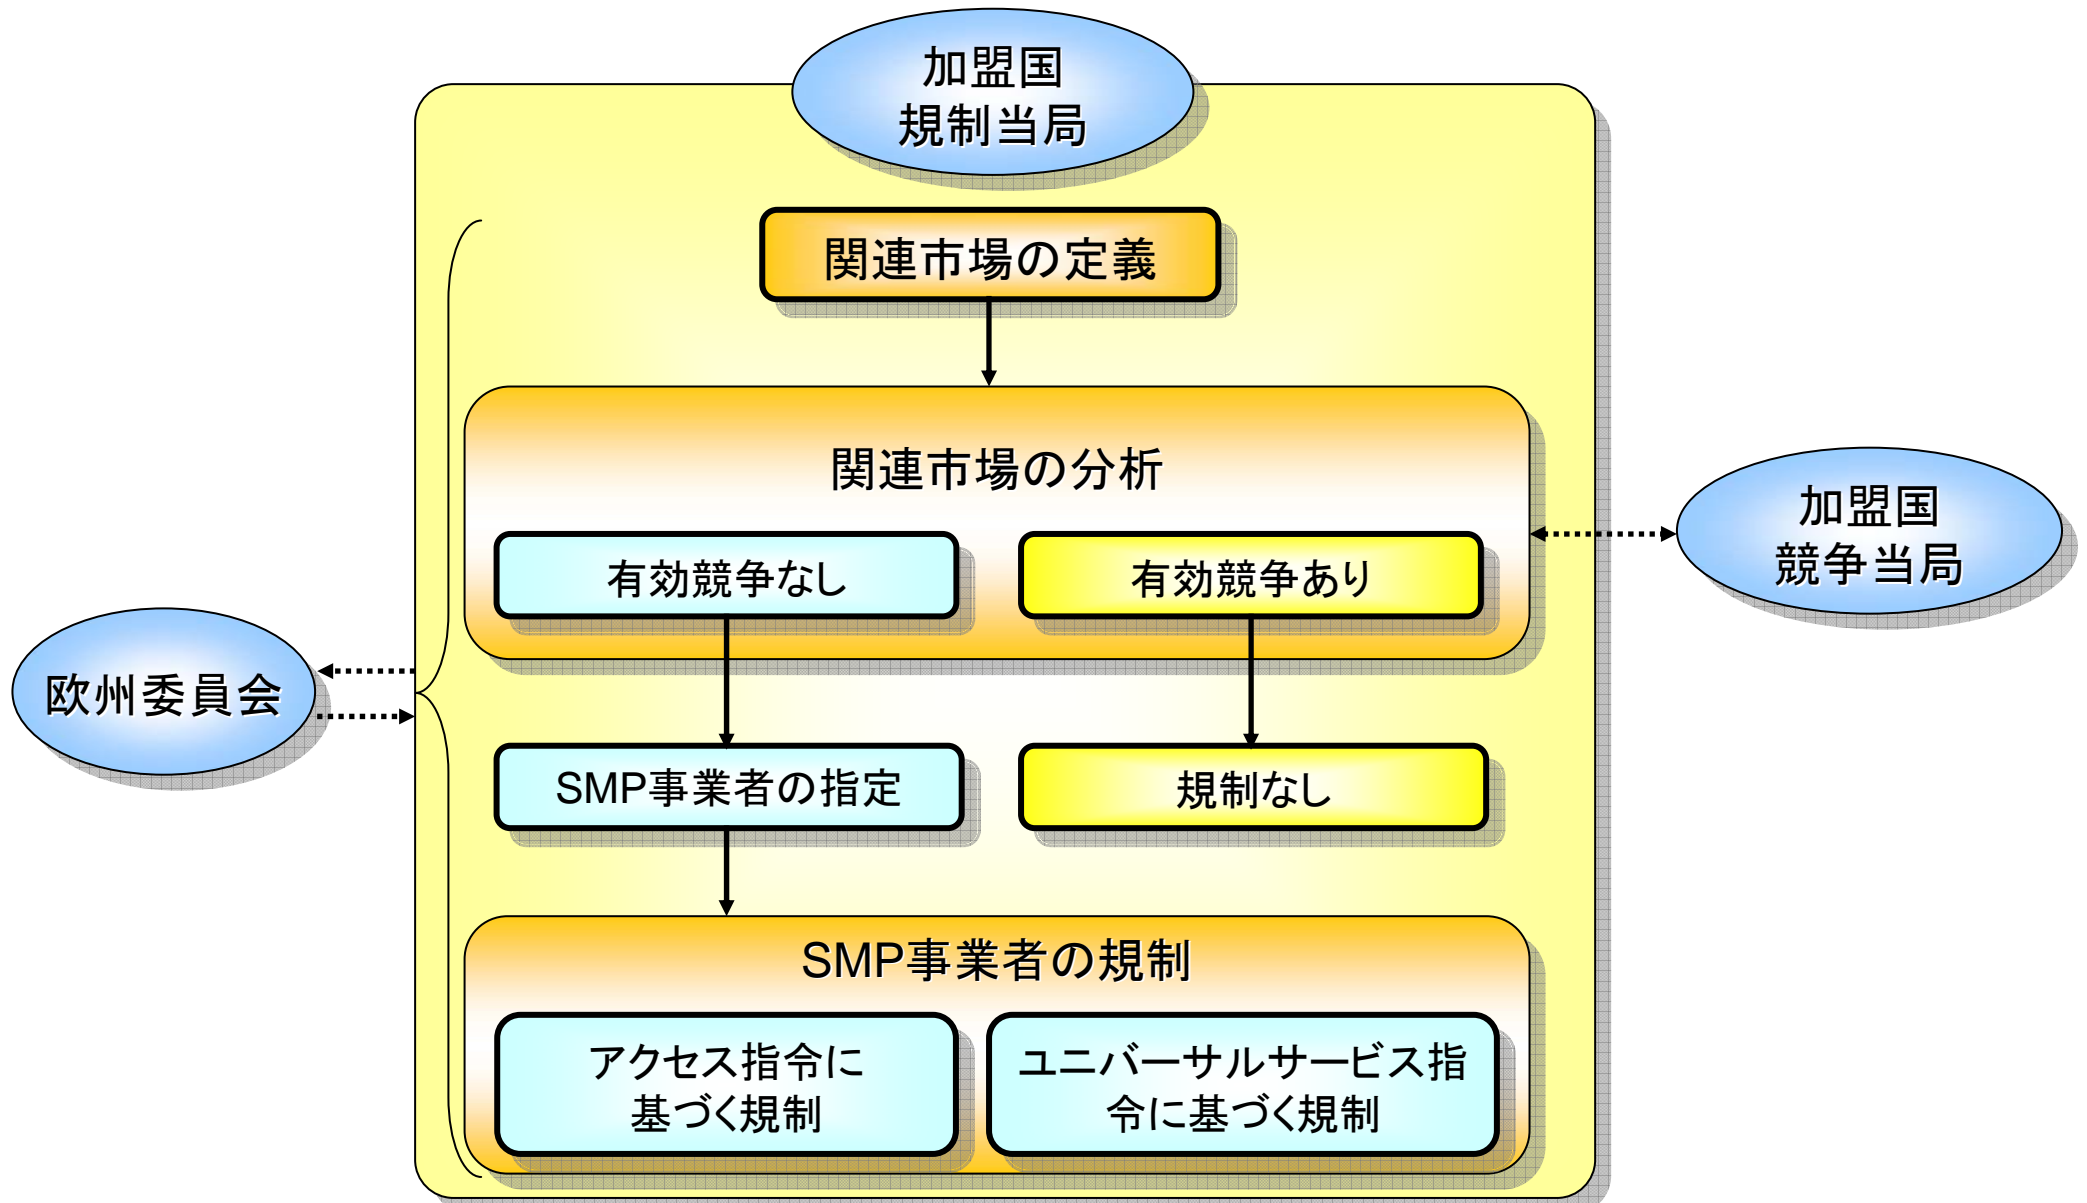 加盟国
規制当局
関連市場の定義
関連市場の分析
有効競争なし
有効競争あり
加盟国
競争当局
欧州委員会
SMP事業者の指定
規制なし
SMP事業者の規制
アクセス指令に
基づく規制
ユニバーサルサービス指
令に基づく規制